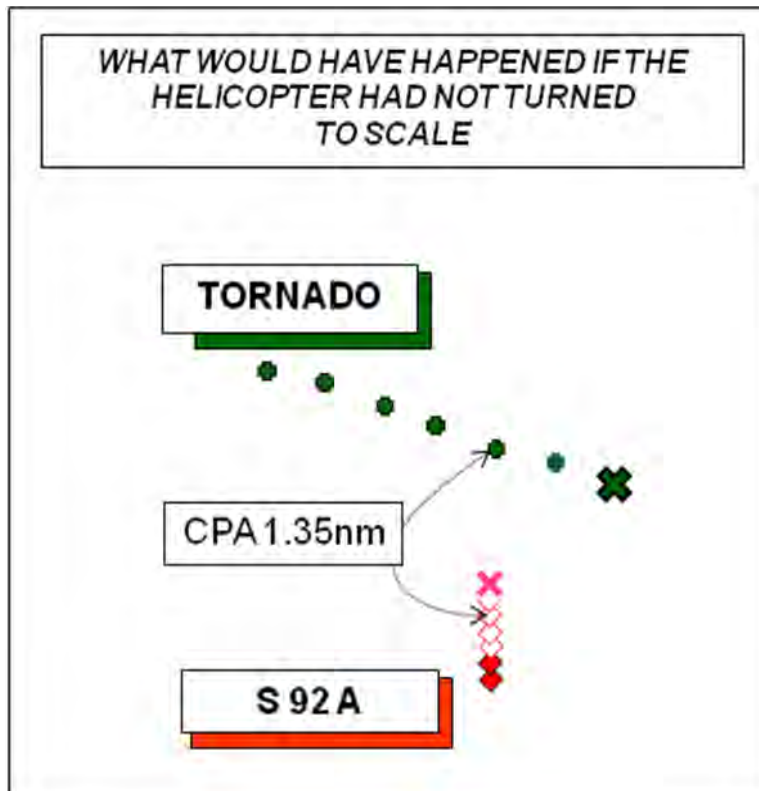 WHAT WOULD HAVE HAPPENED IF THE
HELICOPTER HAD NOT TURNED
TO SCALE
TORNADO
CPA 1.35nm
S 92 A